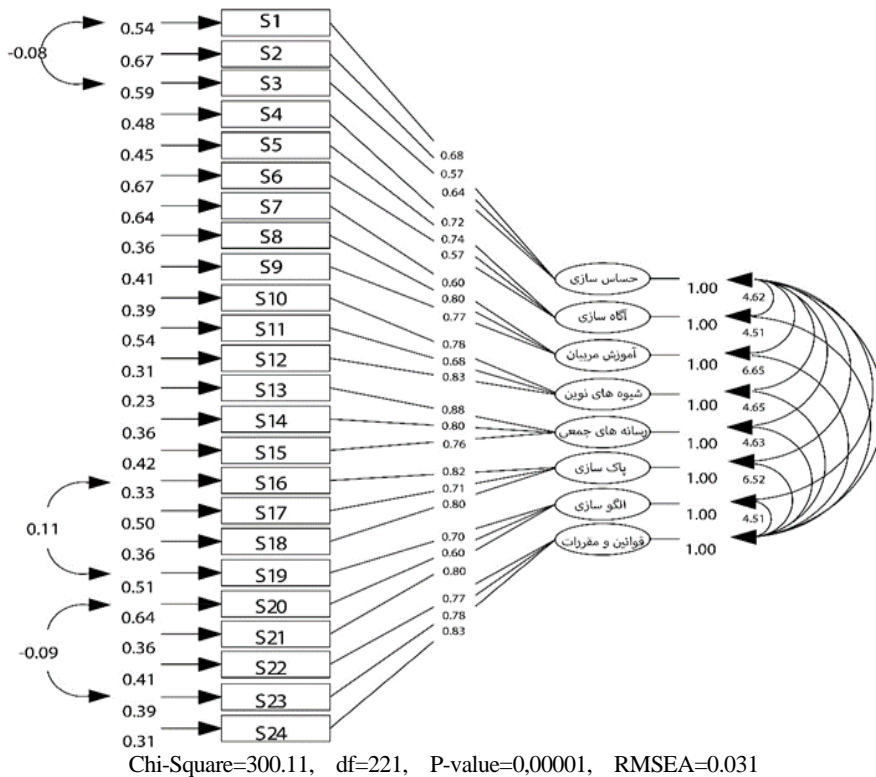 -0.08
0.11
-0.09
0.54
0.67
0.59
0.48
0.45
0.67
0.64
0.36
0.41
0.39
0.54
0.31
0.23
0.36
0.42
0.33
0.50
0.36
0.51
0.64
0.36
0.41
0.39
0.31
S1
S2
S3
S4
S5
S6
S7
S8
S9
S10
S11
S12
S13
S14
S15
S16
S17
S18
S19
S20
S21
S22
S23
S24
0.68
0.57
0.64
0.72
0.74
0.57
0.60
0.80
0.77
0.78
0.68
0.83
0.88
0.80
0.76
0.82
0.71
0.80
0.70
0.60
0.80
0.77
0.78
0.83
حساس سازی
آگاه سازی
آموزش مربیان
شیوه های نوین
رسانه های جمعی
پاک سازی
الگو سازی
قوانین و مقررات
1.00
1.00
1.00
1.00
1.00
1.00
1.00
1.00
4.62
4.51
6.65
4.65
4.63
6.52
4.51
Chi-Square=300.11, df=221, P-value=0,00001, RMSEA=0.031